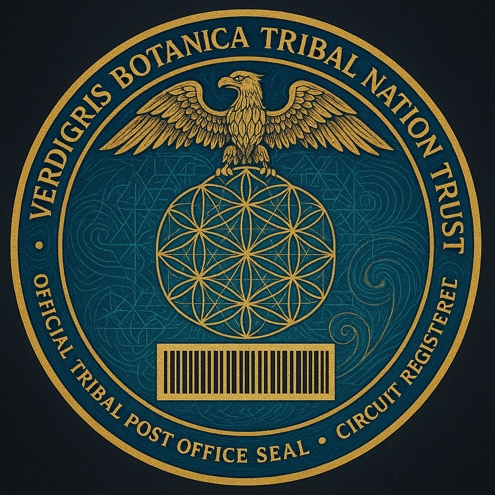 VERDIGRIS BOTANICA TRIBAL NATION TRUST
OFFICIAL TRIBAL POST OFFICE SEAL • CIRCUIT REGISTEREL